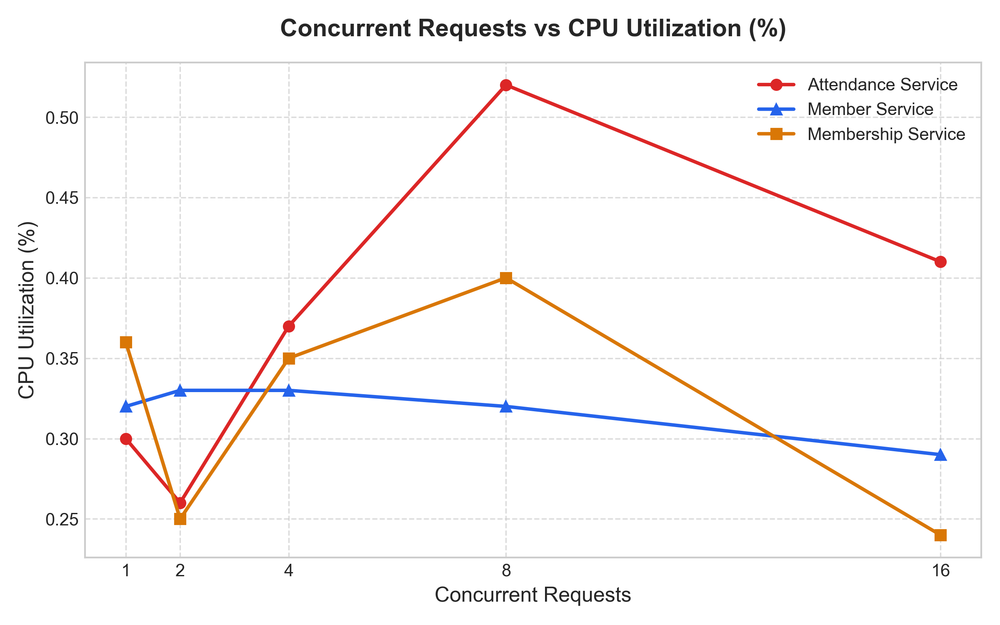 Concurrent Requests vs CPU Utilization (%)
Attendance Service
Member Service
Membership Service
CPU Utilization (%)
0.50
0.45
0.40
0.35
0.30
0.25
1 2 4 8 16
Concurrent Requests